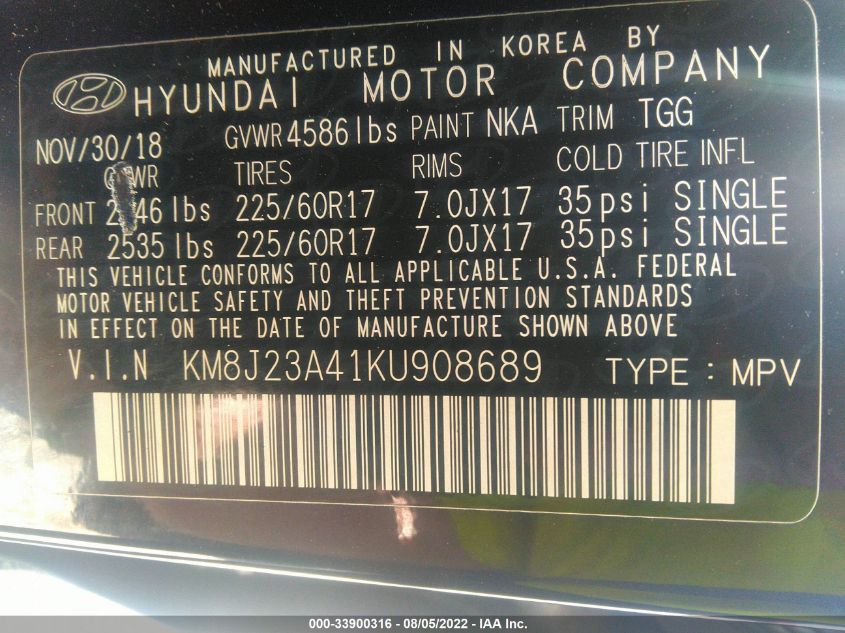 MANUFACTURED IN KOREA BY
HYUNDAI MOTOR COMPANY
NOV/30/18 GVWR 4586 lbs PAINT NKA TRIM TGG
TIRES RIMS COLD TIRE INFL
FRONT lbs 225/60R17 7.0JX17 35psi SINGLE
REAR 2535 lbs 225/60R17 7.0JX17 35psi SINGLE
THIS VEHICLE CONFORMS TO ALL APPLICABLE U.S.A. FEDERAL
MOTOR VEHICLE SAFETY AND THEFT PREVENTION STANDARDS
IN EFFECT ON THE DATE OF MANUFACTURE SHOWN ABOVE
V.I.N KM8J23A41KU908689 TYPE : MPV
000-33900316 - 08/05/2022 - IAA Inc.